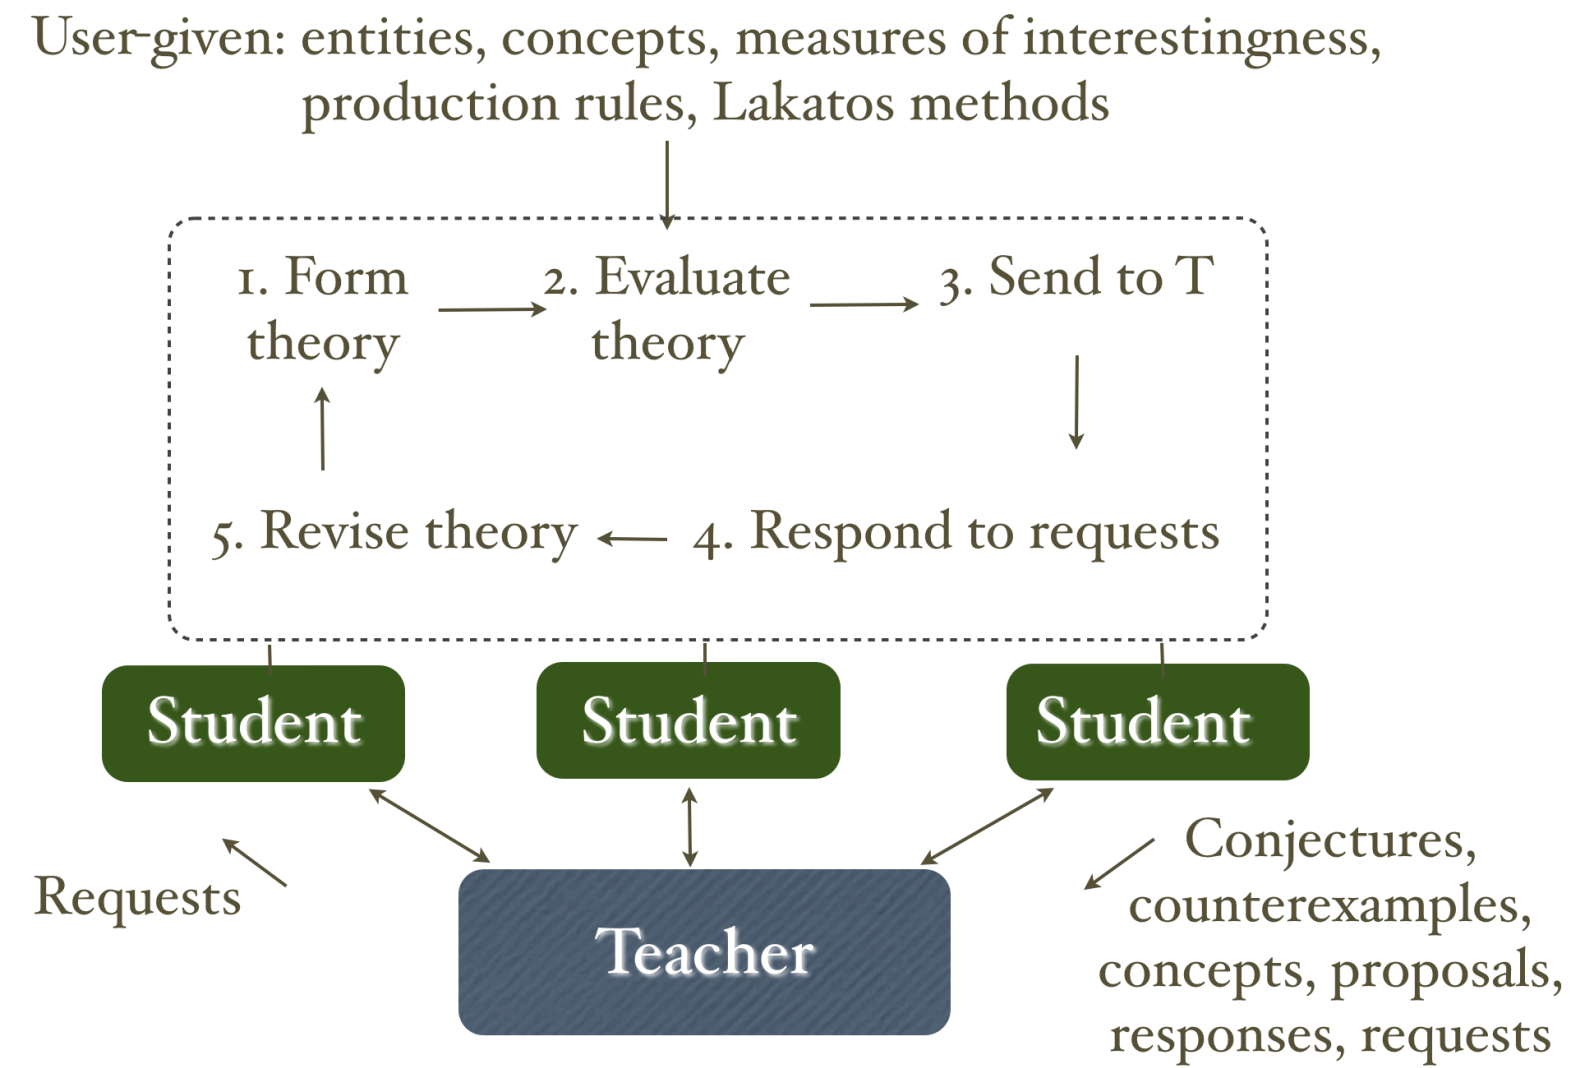 User-given: entities, concepts, measures of interestingness,
production rules, Lakatos methods
1. Form
theory
2. Evaluate
theory
3. Send to T
5. Revise theory
4. Respond to requests
Student
Student
Student
Requests
Teacher
Conjectures,
counterexamples,
concepts, proposals,
responses, requests